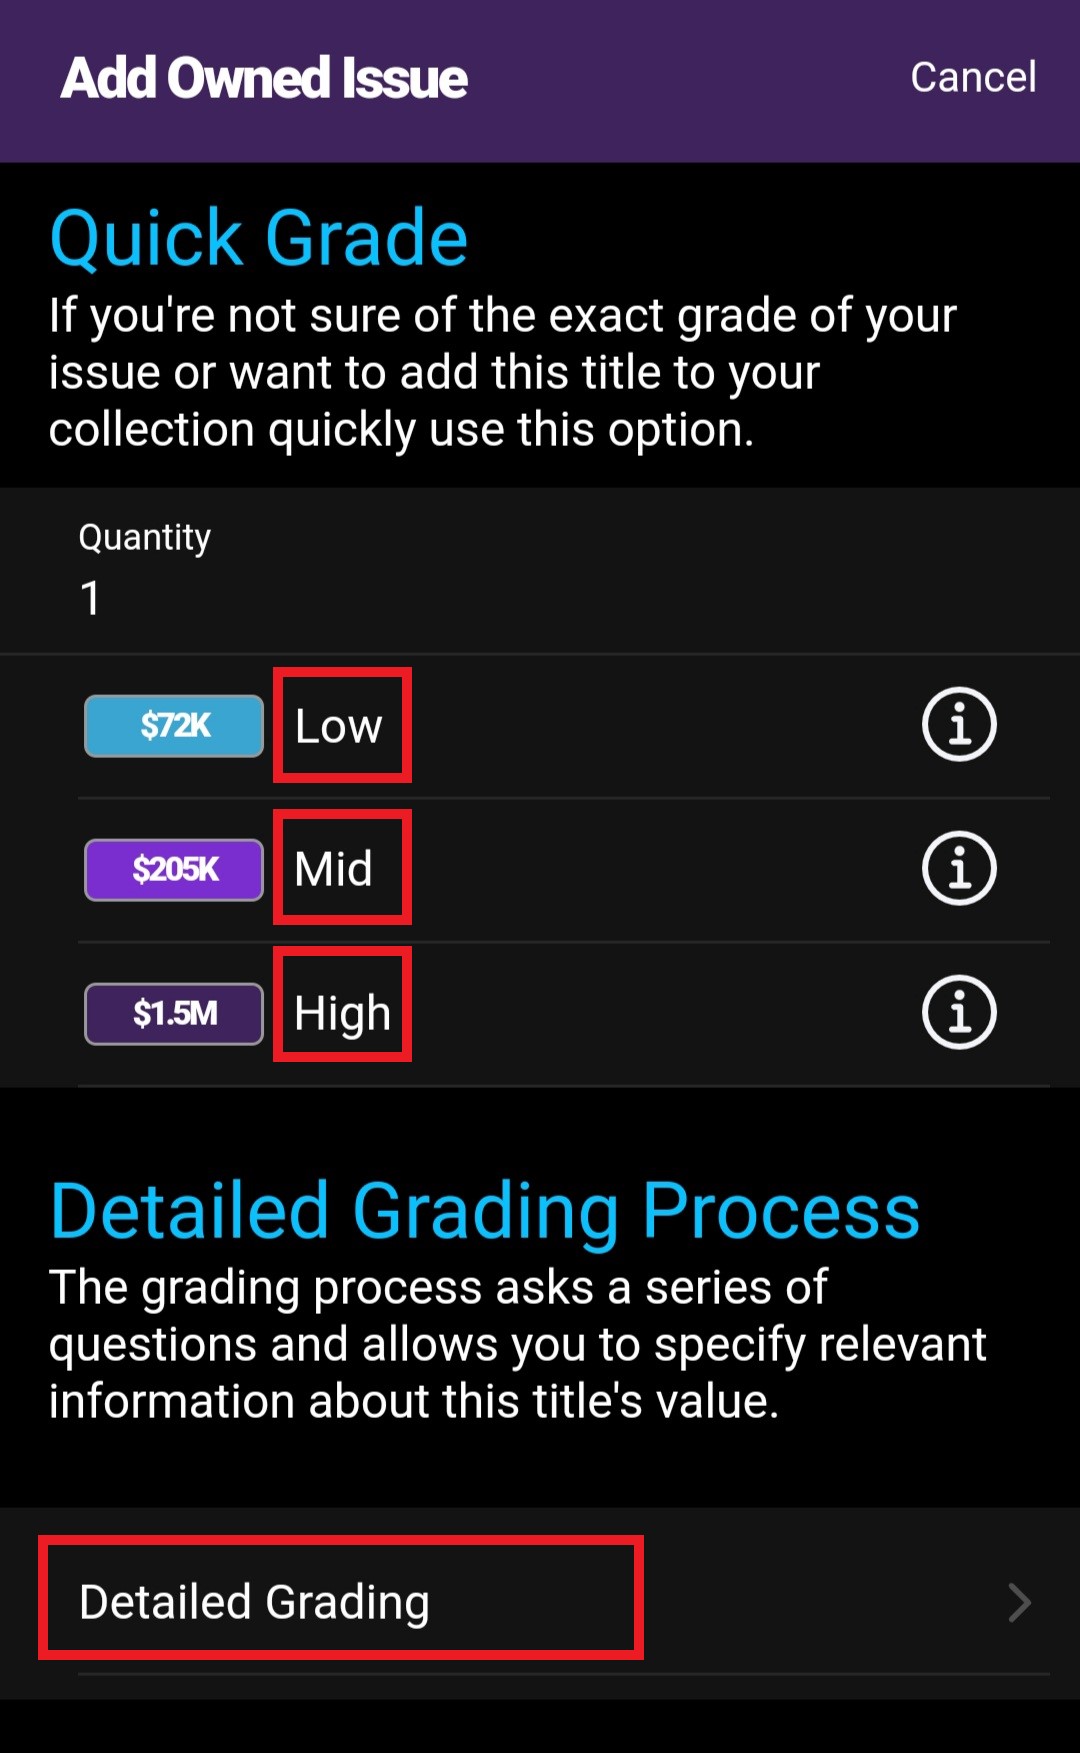 Add Owned Issue
Cancel
Quick Grade
If you're not sure of the exact grade of your
issue or want to add this title to your
collection quickly use this option.
Quantity
1
$72K Low
$205K Mid
$1.5M High
Detailed Grading Process
The grading process asks a series of
questions and allows you to specify relevant
information about this title's value.
Detailed Grading